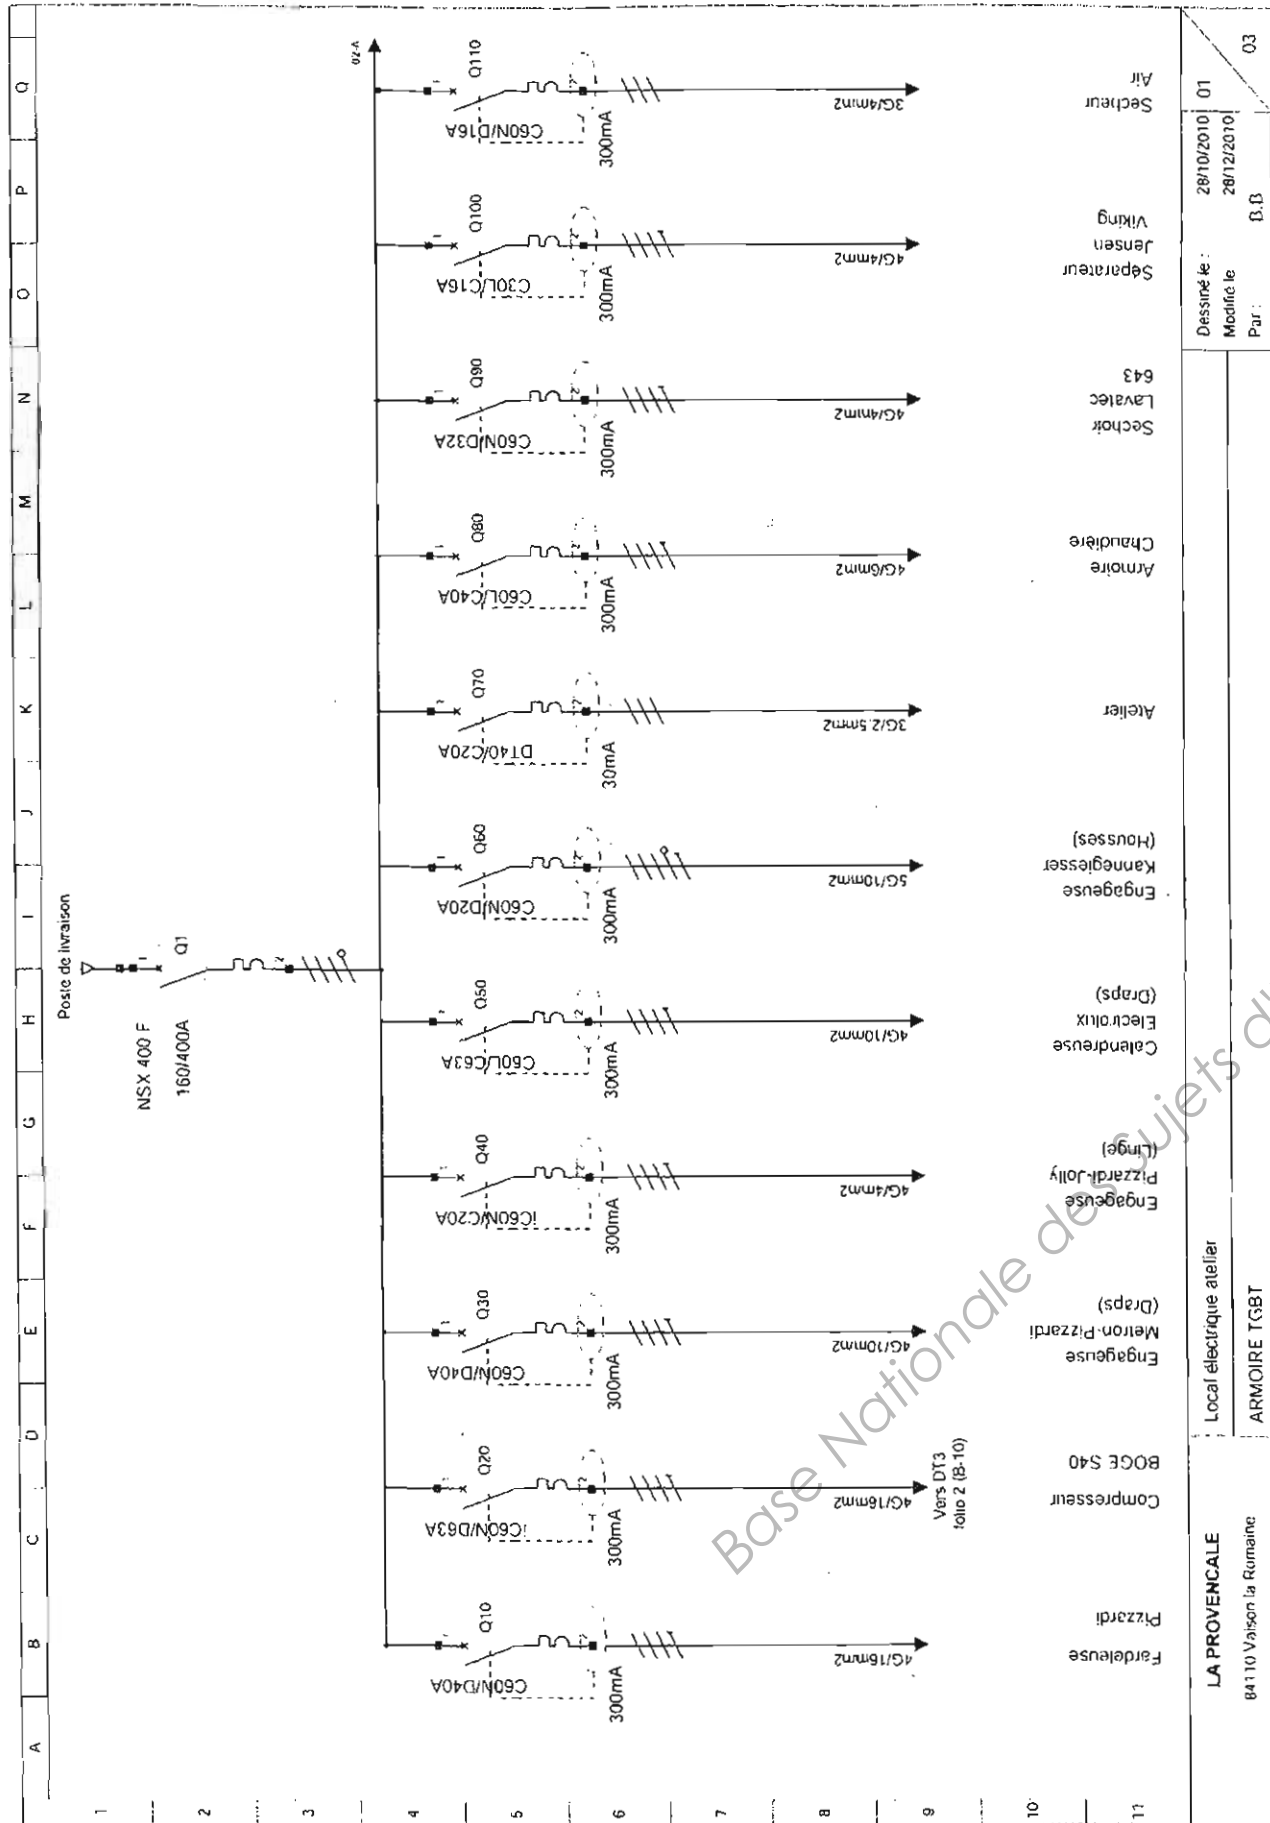 A B C D E F G H I J K L M N O P Q
1
2
3
4
5
6
7
8
9
10
11
Poste de livraison
NSX 400 F
160/400A
Q1
02-A
Q10
C60N/D40A
300mA
4G/16mm2
Fardeleuse
Pizzardi
Q20
iC60N/D63A
300mA
4G/16mm2
Vers DT3
folio 2 (B-10)
Compresseur
BOGE S40
Q30
C60N/D40A
300mA
4G/10mm2
Engageuse
Metron-Pizzardi
(Draps)
Q40
iC60N/C20A
300mA
4G/4mm2
Engageuse
Pizzardi-Jolly
(Linge)
Q50
C60L/C63A
300mA
4G/10mm2
Calendreuse
Electrolux
(Draps)
Q60
C60N/D20A
300mA
5G/10mm2
Engageuse
Kannegiesser
(Housses)
Q70
DT40/C20A
30mA
3G/2.5mm2
Atelier
Q80
C60L/C40A
300mA
4G/6mm2
Armoire
Chaudière
Q90
C60N/D32A
300mA
4G/4mm2
Sechoir
Lavatec
643
Q100
C30L/C16A
300mA
4G/4mm2
Séparateur
Jensen
Viking
Q110
C60N/D16A
300mA
3G/4mm2
Secheur
Air
LA PROVENCALE
84110 Vaison la Romaine
Local électrique atelier
ARMOIRE TGBT
Dessiné le : 28/10/2010
Modifié le 28/12/2010
Par : B.B
01
03
Base Nationale des Sujets d'